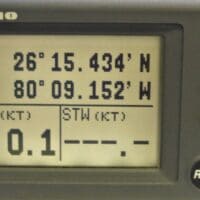 26° 15.434' N
80° 09.152' W
(KT) STW (KT)
0.1 ---.-